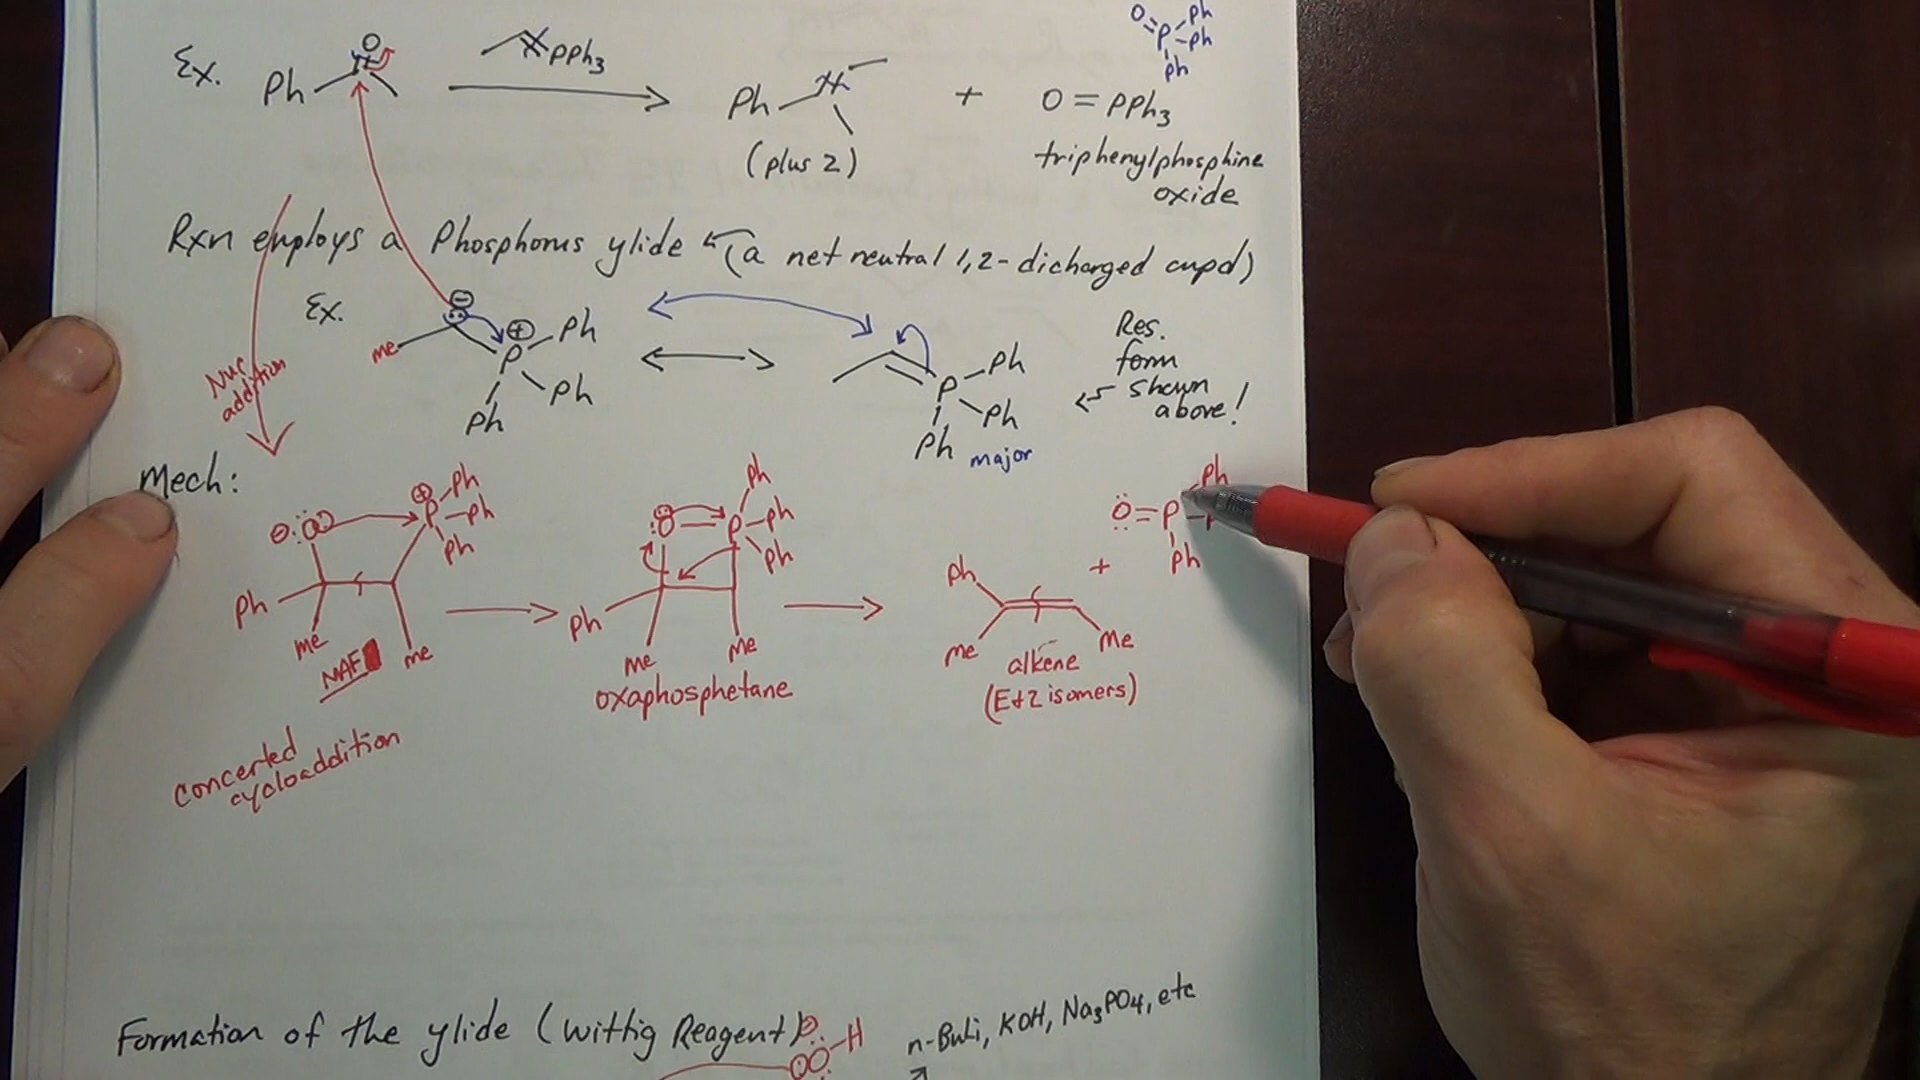 O=P-Ph
Ph
Ph
Ex.
Ph
O
PPh3
Ph
+
O=PPh3
(plus 2)
triphenylphosphine
oxide
Rxn employs a Phosphorus ylide (a net neutral 1,2-dicharged cmpd)
Ex.
Me
⊖
⊕
P
Ph
Ph
Ph
P
Ph
Ph
Ph
major
Res.
form
shown
above!
Nuc
addition
Mech:
⊖:O
⊕
P
Ph
Ph
Ph
Ph
Me
Me
MAF
O
P
Ph
Ph
Ph
Ph
Me
Me
oxaphosphetane
Ph
Me
Me
alkene
(E+Z isomers)
+
O=P
Ph
Ph
concerted
cycloaddition
Formation of the ylide (Wittig Reagent)
O-H
n-BuLi, KOH, Na3PO4, etc